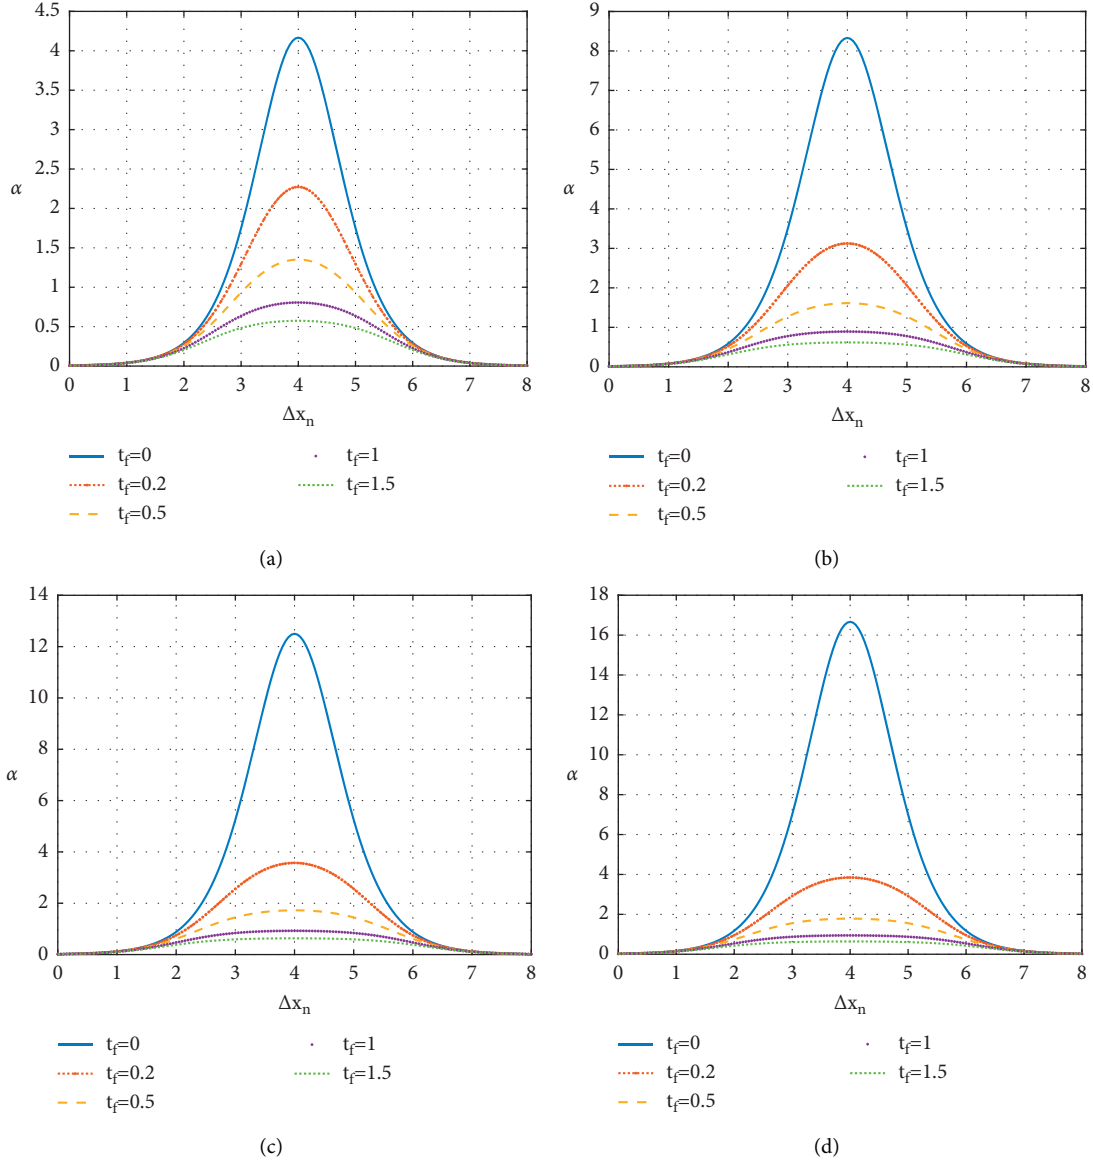 4.5
4
3.5
3
2.5
2
1.5
1
0.5
0
α
0 1 2 3 4 5 6 7 8
Δxn
tf=0
tf=0.2
tf=0.5
tf=1
tf=1.5
(a)
9
8
7
6
5
4
3
2
1
0
α
0 1 2 3 4 5 6 7 8
Δxn
tf=0
tf=0.2
tf=0.5
tf=1
tf=1.5
(b)
14
12
10
8
6
4
2
0
α
0 1 2 3 4 5 6 7 8
Δxn
tf=0
tf=0.2
tf=0.5
tf=1
tf=1.5
(c)
18
16
14
12
10
8
6
4
2
0
α
0 1 2 3 4 5 6 7 8
Δxn
tf=0
tf=0.2
tf=0.5
tf=1
tf=1.5
(d)